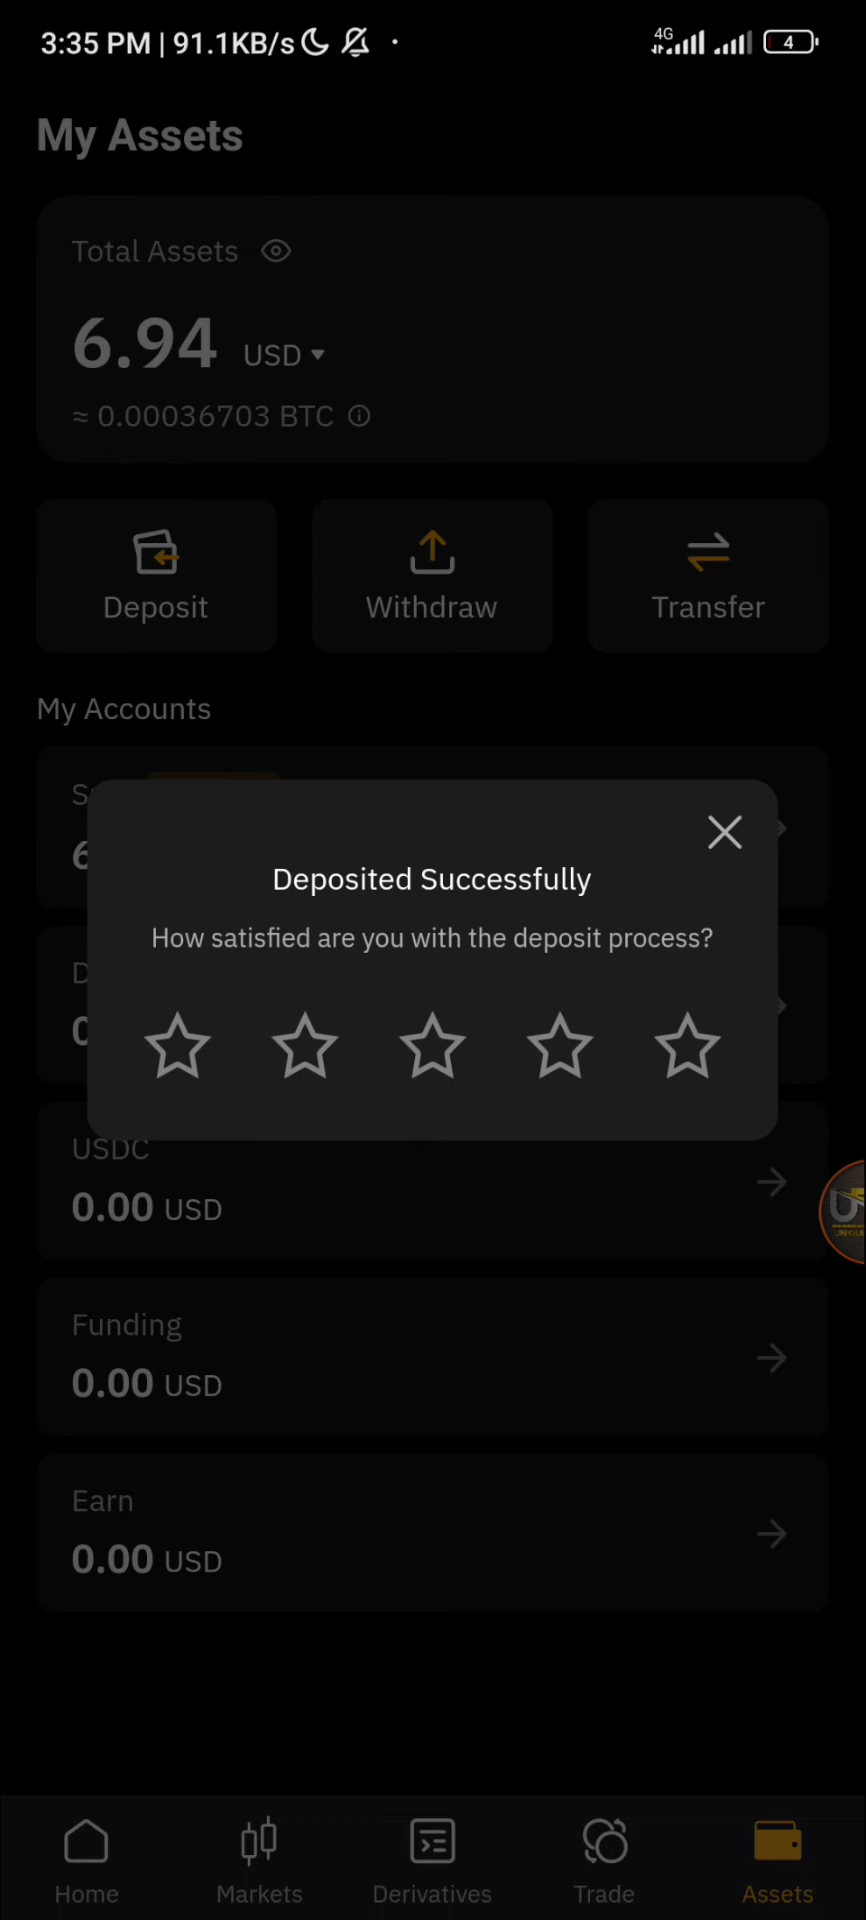 3:35 PM | 91.1KB/s
4G
4
My Assets
Total Assets
6.94 USD
≈ 0.00036703 BTC
Deposit
Withdraw
Transfer
My Accounts
Deposited Successfully
How satisfied are you with the deposit process?
USDC
0.00 USD
Funding
0.00 USD
Earn
0.00 USD
Home
Markets
Derivatives
Trade
Assets